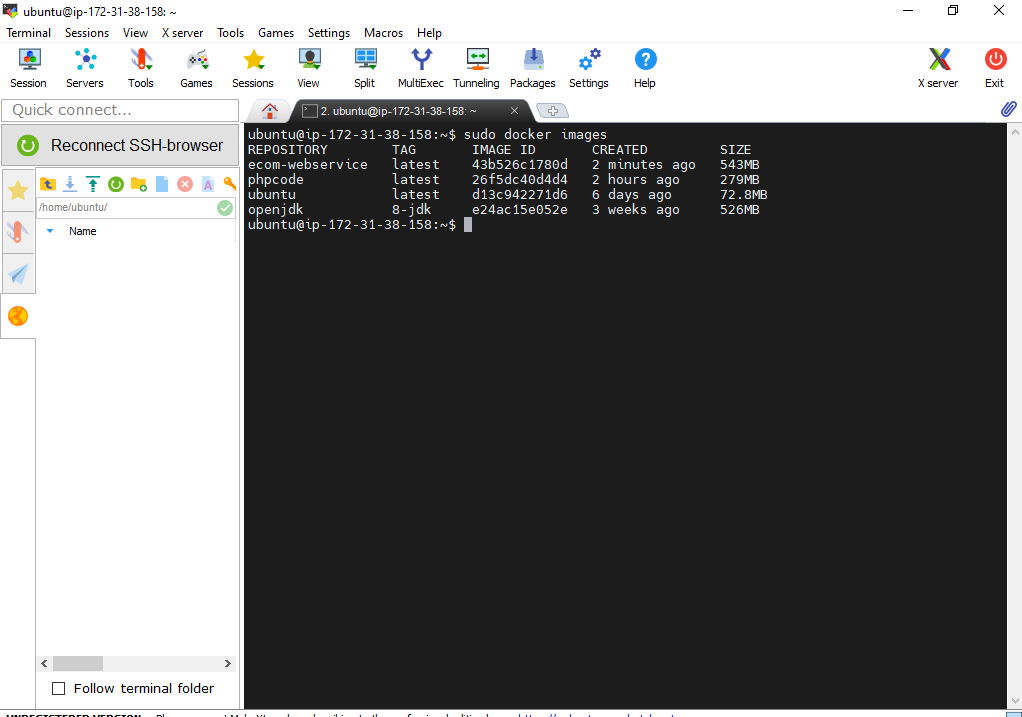 ubuntu@ip-172-31-38-158: ~
Terminal Sessions View X server Tools Games Settings Macros Help
Session Servers Tools Games Sessions View Split MultiExec Tunneling Packages Settings Help X server Exit
Quick connect...
2. ubuntu@ip-172-31-38-158: ~
Reconnect SSH-browser
/home/ubuntu/
Name
Follow terminal folder
ubuntu@ip-172-31-38-158:~$ sudo docker images
REPOSITORY TAG IMAGE ID CREATED SIZE
ecom-webservice latest 43b526c1780d 2 minutes ago 543MB
phpcode latest 26f5dc40d4d4 2 hours ago 279MB
ubuntu latest d13c942271d6 6 days ago 72.8MB
openjdk 8-jdk e24ac15e052e 3 weeks ago 526MB
ubuntu@ip-172-31-38-158:~$
UNREGISTERED VERSION